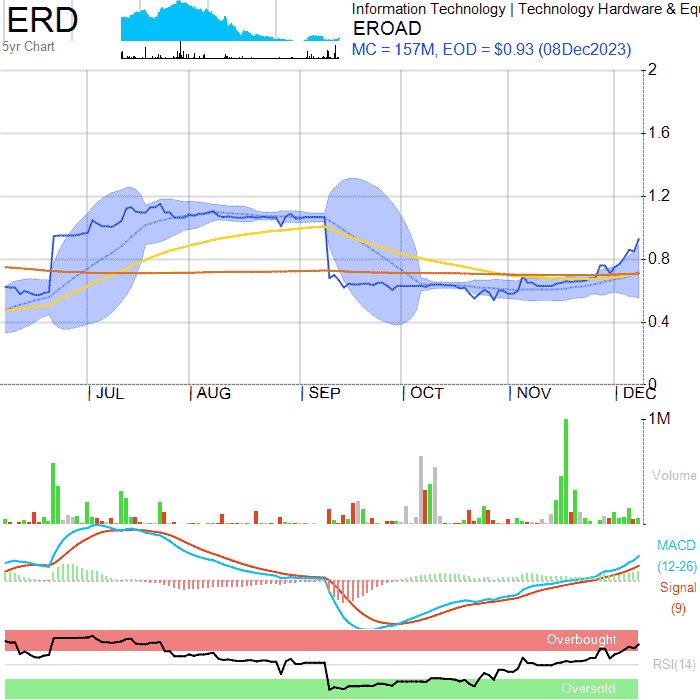 ERD
5yr Chart
Information Technology | Technology Hardware & Equ
EROAD
MC = 157M, EOD = $0.93 (08Dec2023)
2
1.6
1.2
0.8
0.4
0
JUL AUG SEP OCT NOV DEC
1M
Volume
MACD
(12-26)
Signal
(9)
Overbought
RSI(14)
Oversold